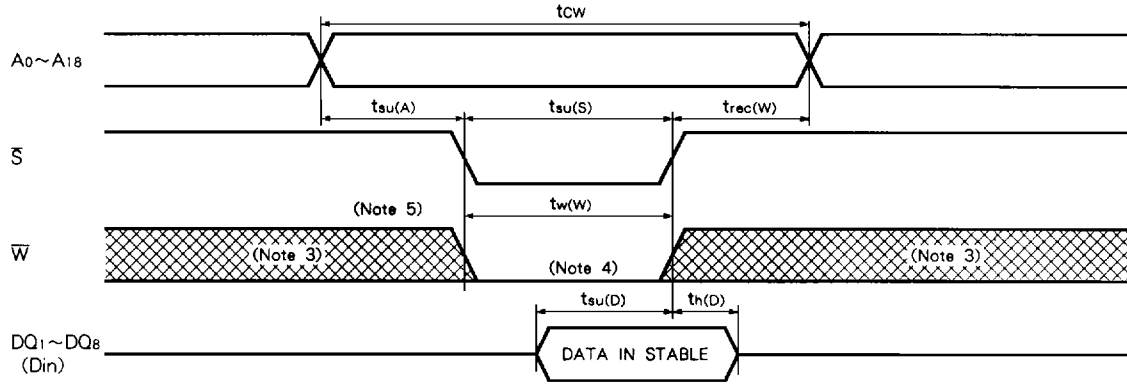 tCW
A0~A18
tsu(A) tsu(S) trec(W)
S̅
(Note 5) tw(W)
W̅ (Note 3) (Note 4) (Note 3)
tsu(D) th(D)
DQ1~DQ8 DATA IN STABLE
(Din)